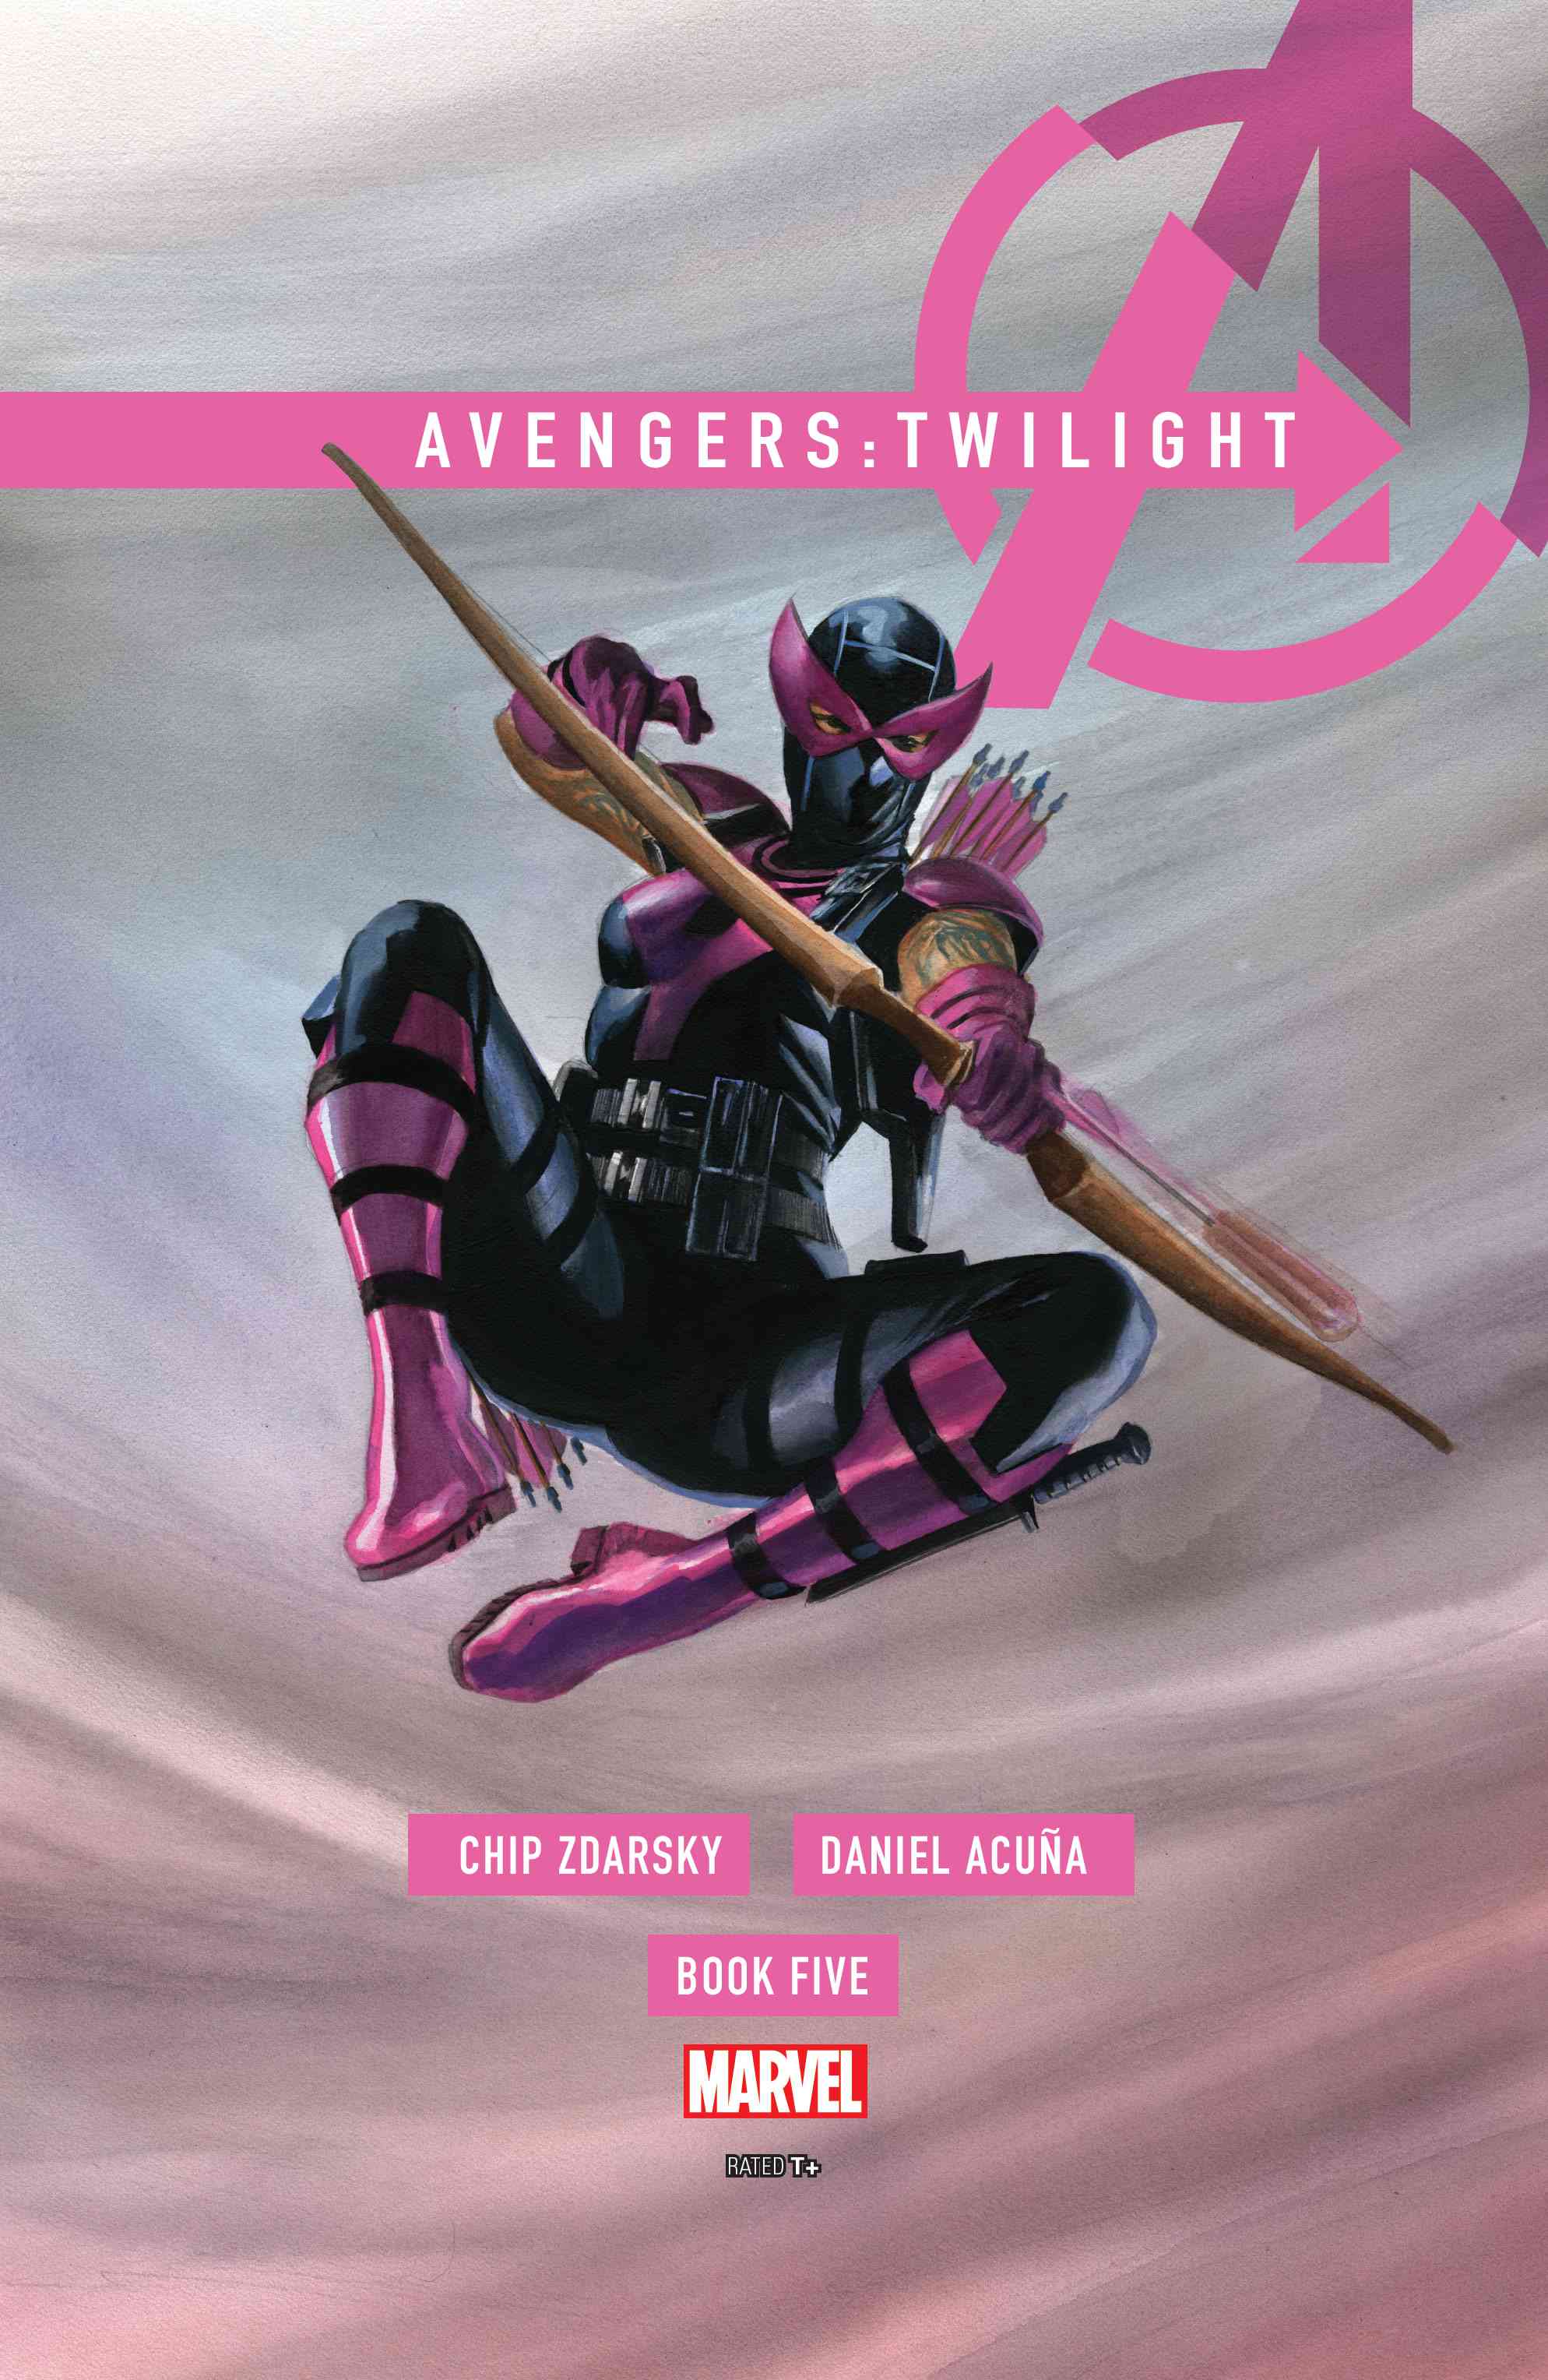 AVENGERS:TWILIGHT
CHIP ZDARSKY
DANIEL ACUÑA
BOOK FIVE
MARVEL
RATED T+